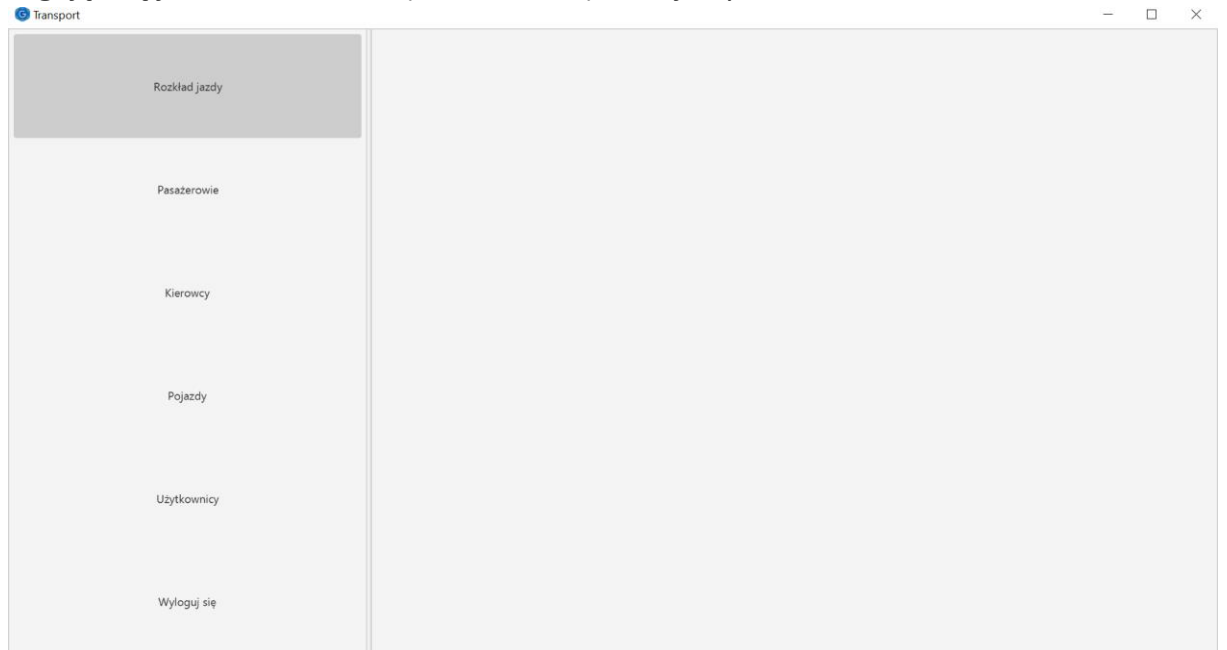 Transport
Rozkład jazdy
Pasażerowie
Kierowcy
Pojazdy
Użytkownicy
Wyloguj się